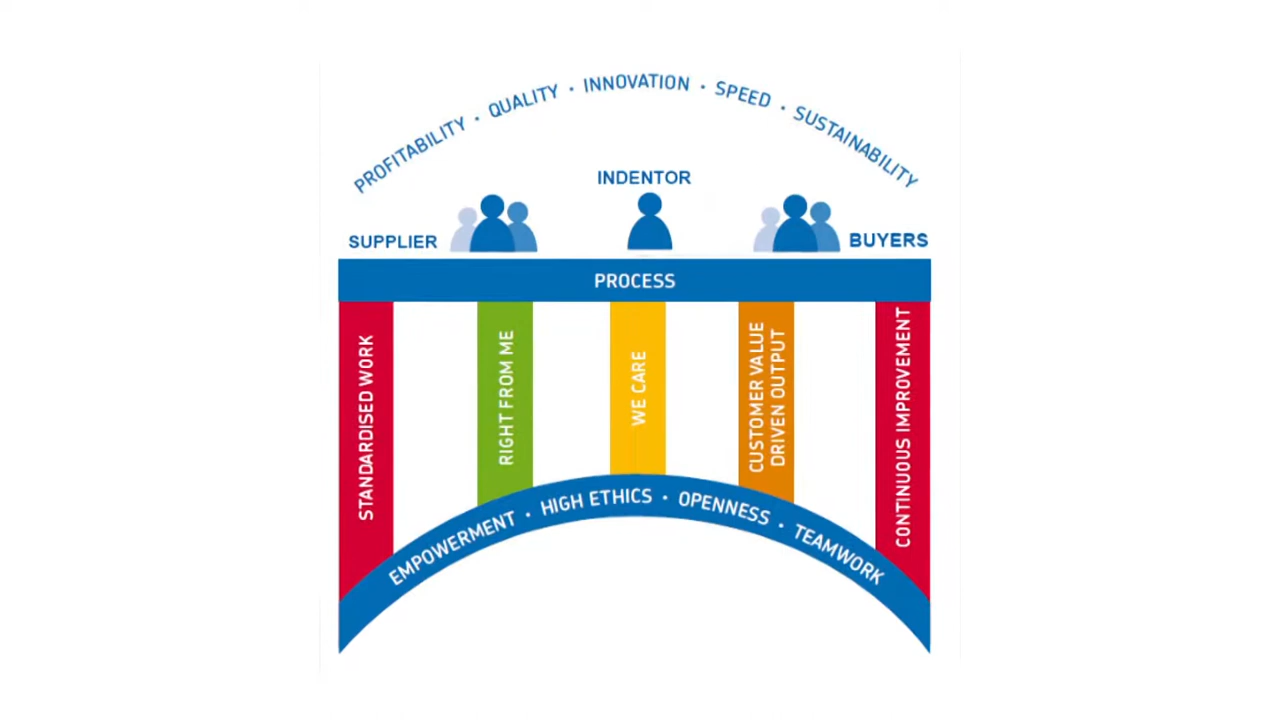 PROFITABILITY · QUALITY · INNOVATION · SPEED · SUSTAINABILITY
INDENTOR
SUPPLIER
BUYERS
PROCESS
STANDARDISED WORK
RIGHT FROM ME
WE CARE
CUSTOMER VALUE
DRIVEN OUTPUT
CONTINUOUS IMPROVEMENT
EMPOWERMENT · HIGH ETHICS · OPENNESS · TEAMWORK